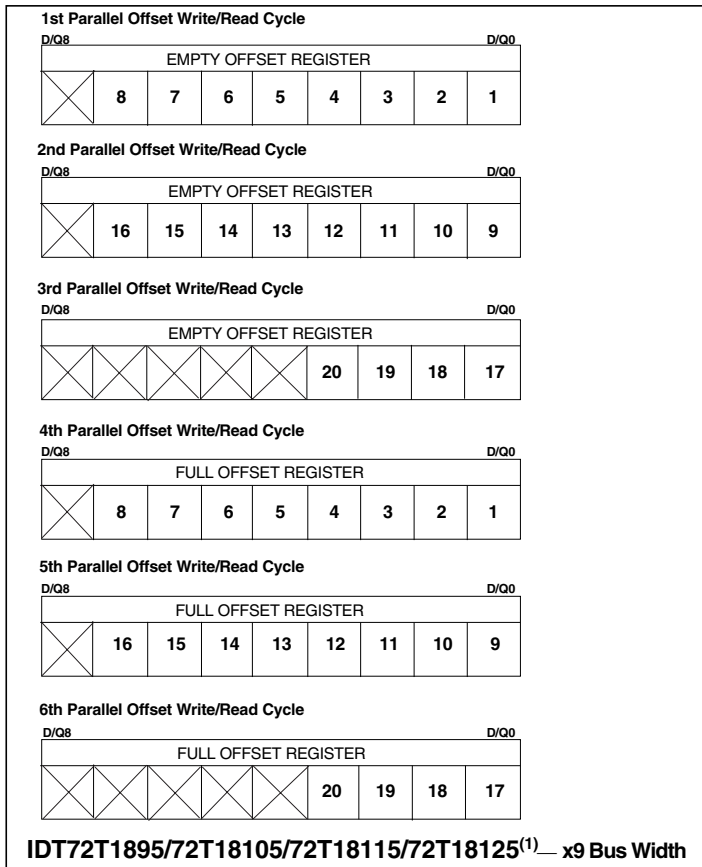 1st Parallel Offset Write/Read Cycle
D/Q8 D/Q0
EMPTY OFFSET REGISTER
8 7 6 5 4 3 2 1
2nd Parallel Offset Write/Read Cycle
D/Q8 D/Q0
EMPTY OFFSET REGISTER
16 15 14 13 12 11 10 9
3rd Parallel Offset Write/Read Cycle
D/Q8 D/Q0
EMPTY OFFSET REGISTER
20 19 18 17
4th Parallel Offset Write/Read Cycle
D/Q8 D/Q0
FULL OFFSET REGISTER
8 7 6 5 4 3 2 1
5th Parallel Offset Write/Read Cycle
D/Q8 D/Q0
FULL OFFSET REGISTER
16 15 14 13 12 11 10 9
6th Parallel Offset Write/Read Cycle
D/Q8 D/Q0
FULL OFFSET REGISTER
20 19 18 17
IDT72T1895/72T18105/72T18115/72T18125(1)— x9 Bus Width